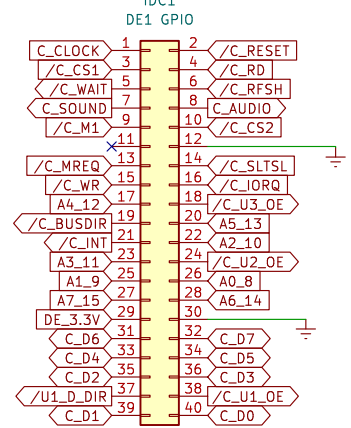 IDC1
DE1 GPIO
C_CLOCK 1 2 /C_RESET
/C_CS1 3 4 /C_RD
/C_WAIT 5 6 /C_RFSH
C_SOUND 7 8 C_AUDIO
/C_M1 9 10 /C_CS2
11 12
/C_MREQ 13 14 /C_SLTSL
/C_WR 15 16 /C_IORQ
A4_12 17 18 /C_U3_OE
/C_BUSDIR 19 20 A5_13
/C_INT 21 22 A2_10
A3_11 23 24 /C_U2_OE
A1_9 25 26 A0_8
A7_15 27 28 A6_14
DE_3.3V 29 30
C_D6 31 32 C_D7
C_D4 33 34 C_D5
C_D2 35 36 C_D3
/U1_D_DIR 37 38 /C_U1_OE
C_D1 39 40 C_D0